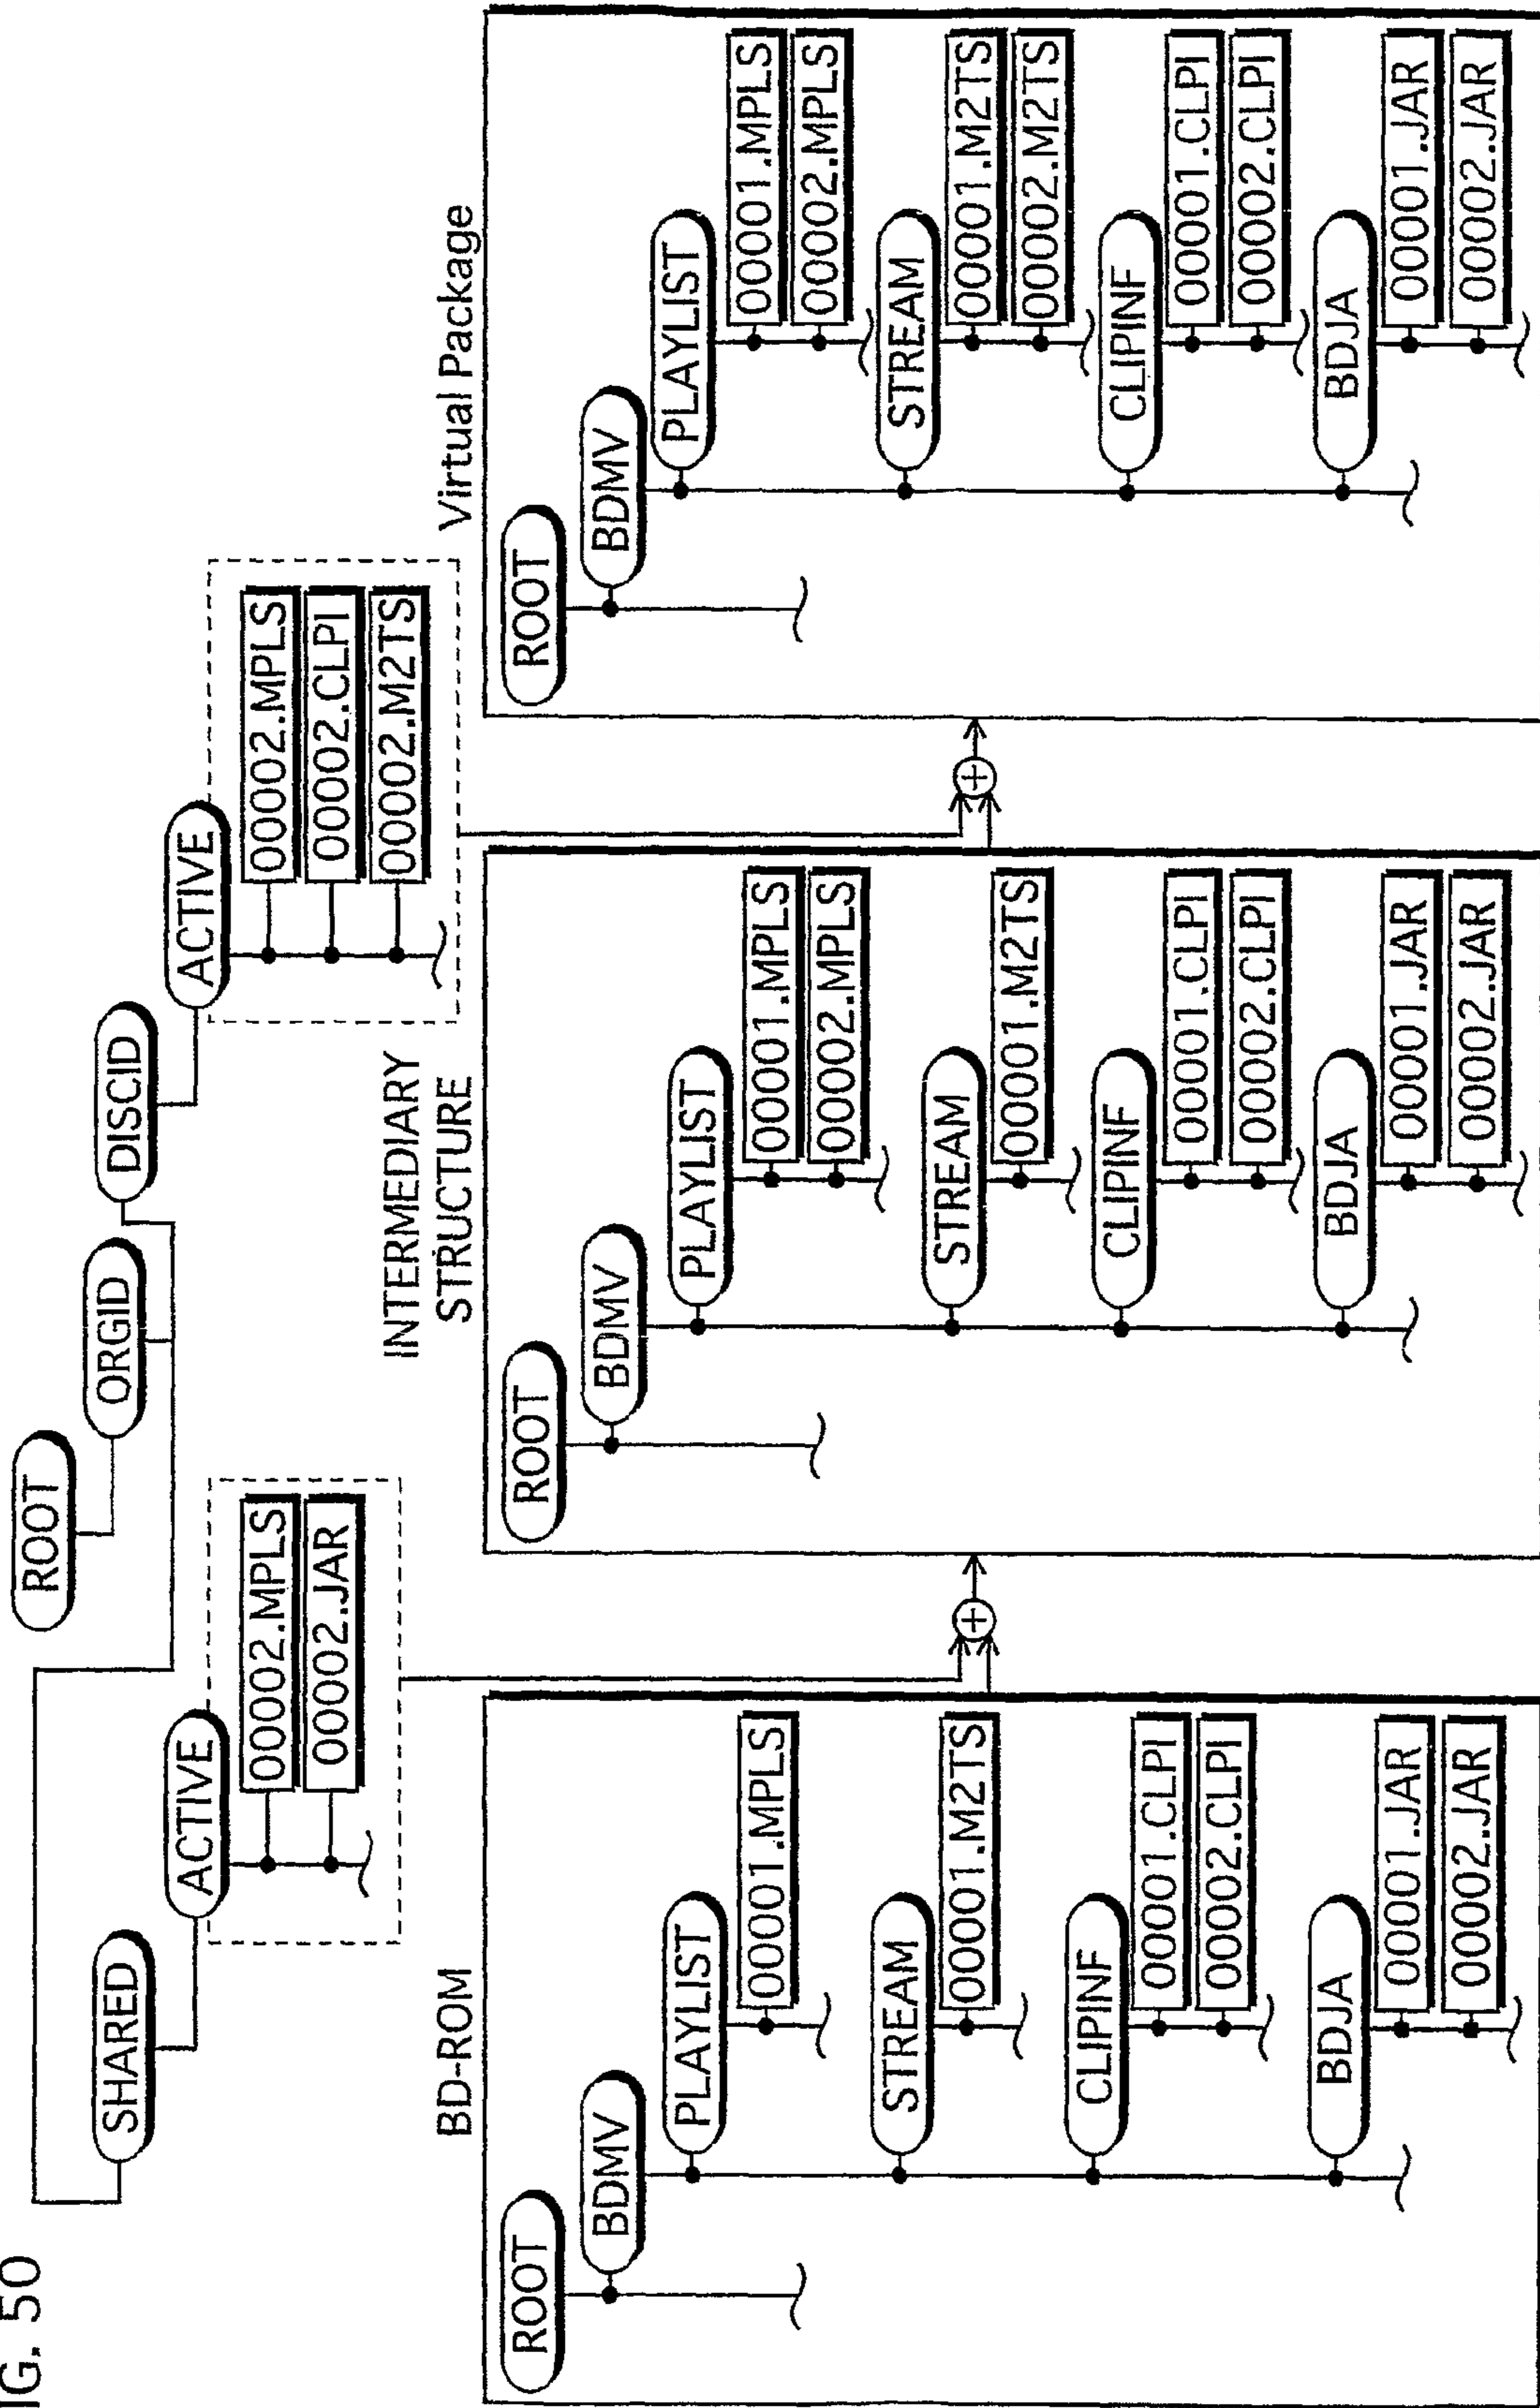 IG. 50
ROOT
ORGID
SHARED
ACTIVE
00002.MPLS
00002.JAR
DISCID
ACTIVE
00002.MPLS
00002.CLPI
00002.M2TS
BD-ROM
ROOT
BDMV
PLAYLIST
00001.MPLS
STREAM
00001.M2TS
CLIPINF
00001.CLPI
00002.CLPI
BDJA
00001.JAR
00002.JAR
INTERMEDIARY
STRUCTURE
ROOT
BDMV
PLAYLIST
00001.MPLS
00002.MPLS
STREAM
00001.M2TS
CLIPINF
00001.CLPI
00002.CLPI
BDJA
00001.JAR
00002.JAR
Virtual Package
ROOT
BDMV
PLAYLIST
00001.MPLS
00002.MPLS
STREAM
00001.M2TS
00002.M2TS
CLIPINF
00001.CLPI
00002.CLPI
BDJA
00001.JAR
00002.JAR